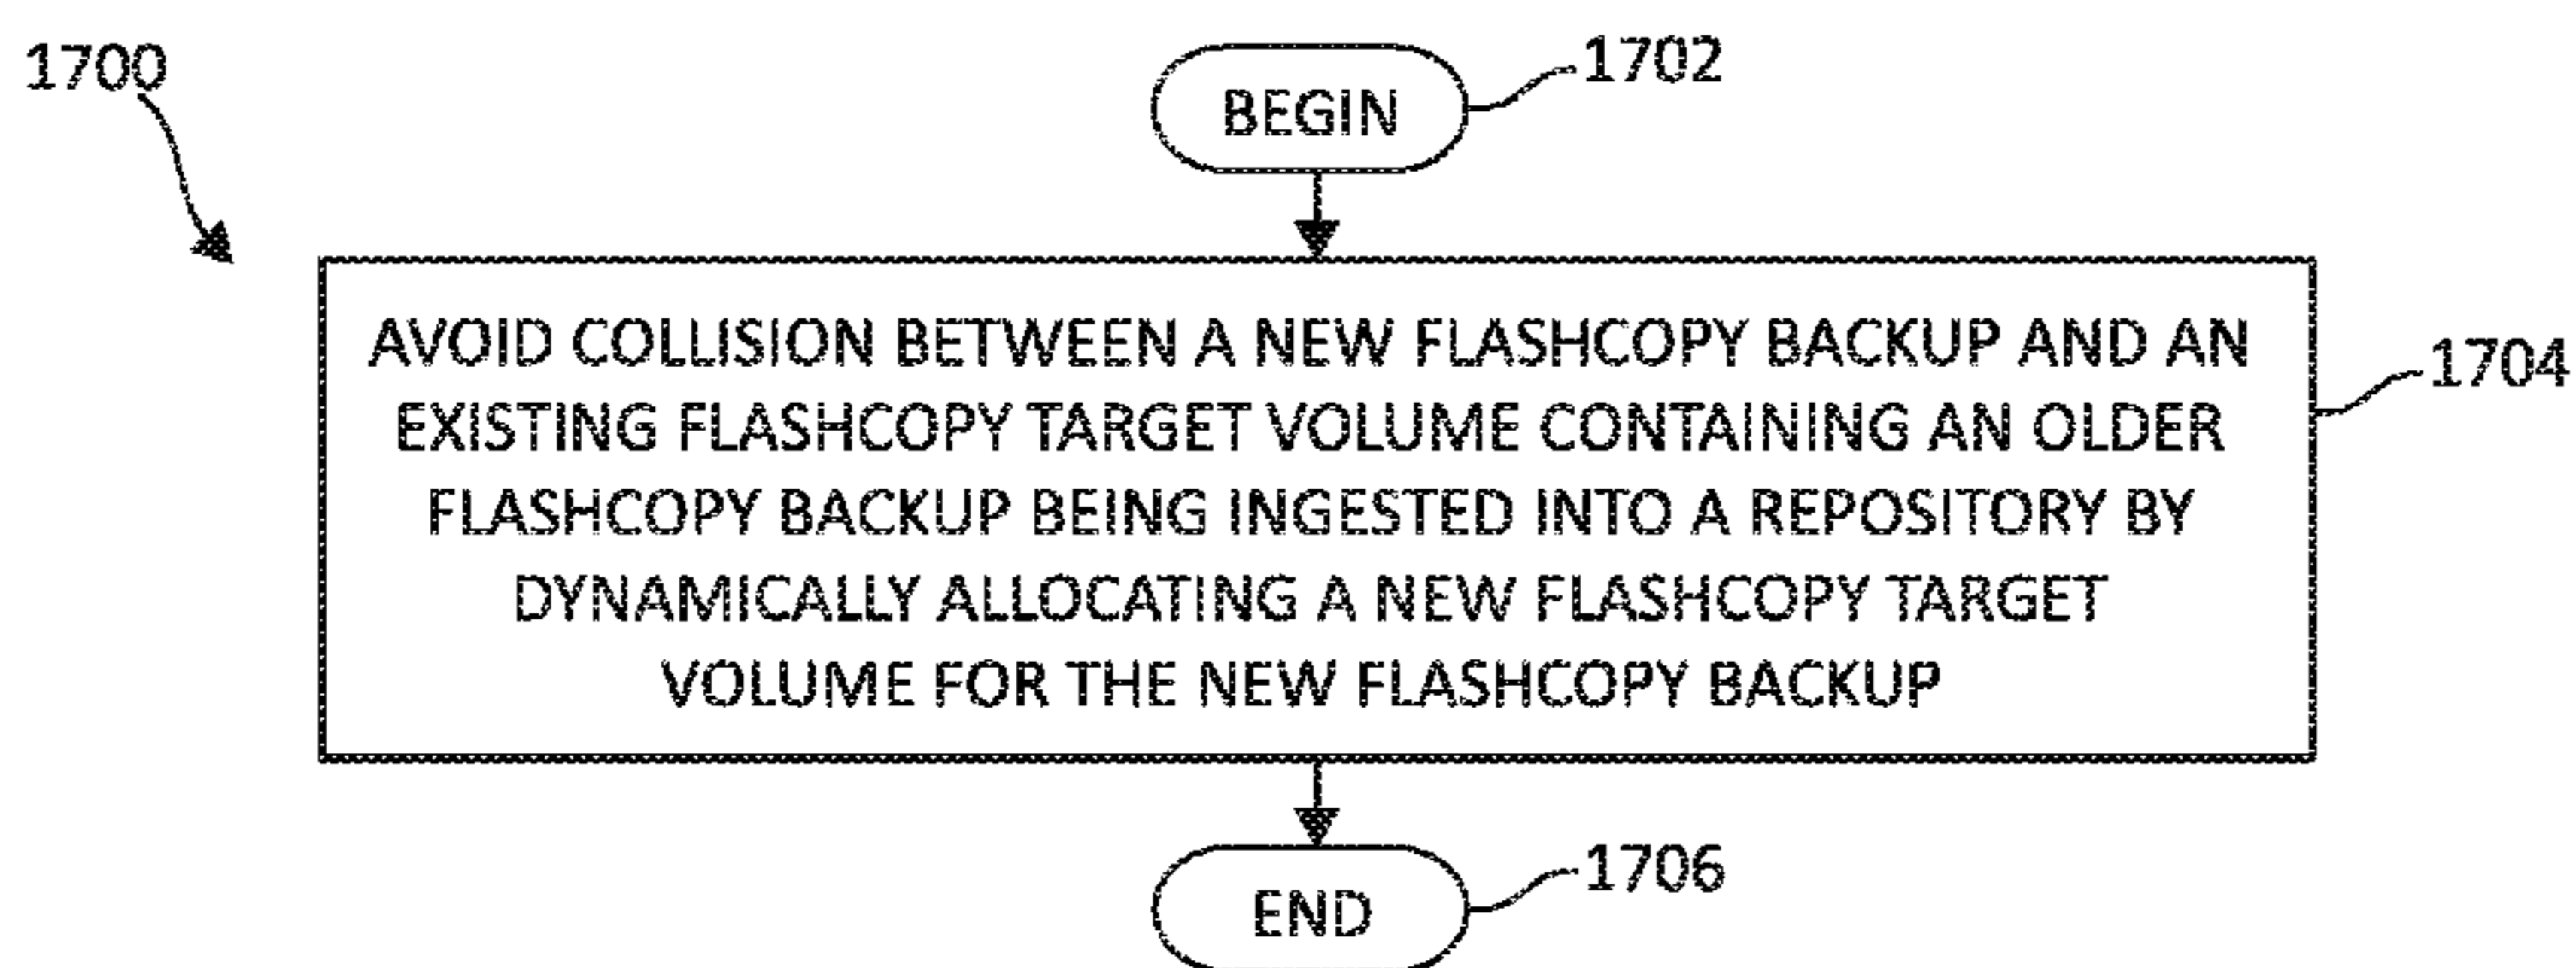 1700
BEGIN
1702
AVOID COLLISION BETWEEN A NEW FLASHCOPY BACKUP AND AN
EXISTING FLASHCOPY TARGET VOLUME CONTAINING AN OLDER
FLASHCOPY BACKUP BEING INGESTED INTO A REPOSITORY BY
DYNAMICALLY ALLOCATING A NEW FLASHCOPY TARGET
VOLUME FOR THE NEW FLASHCOPY BACKUP
1704
END
1706